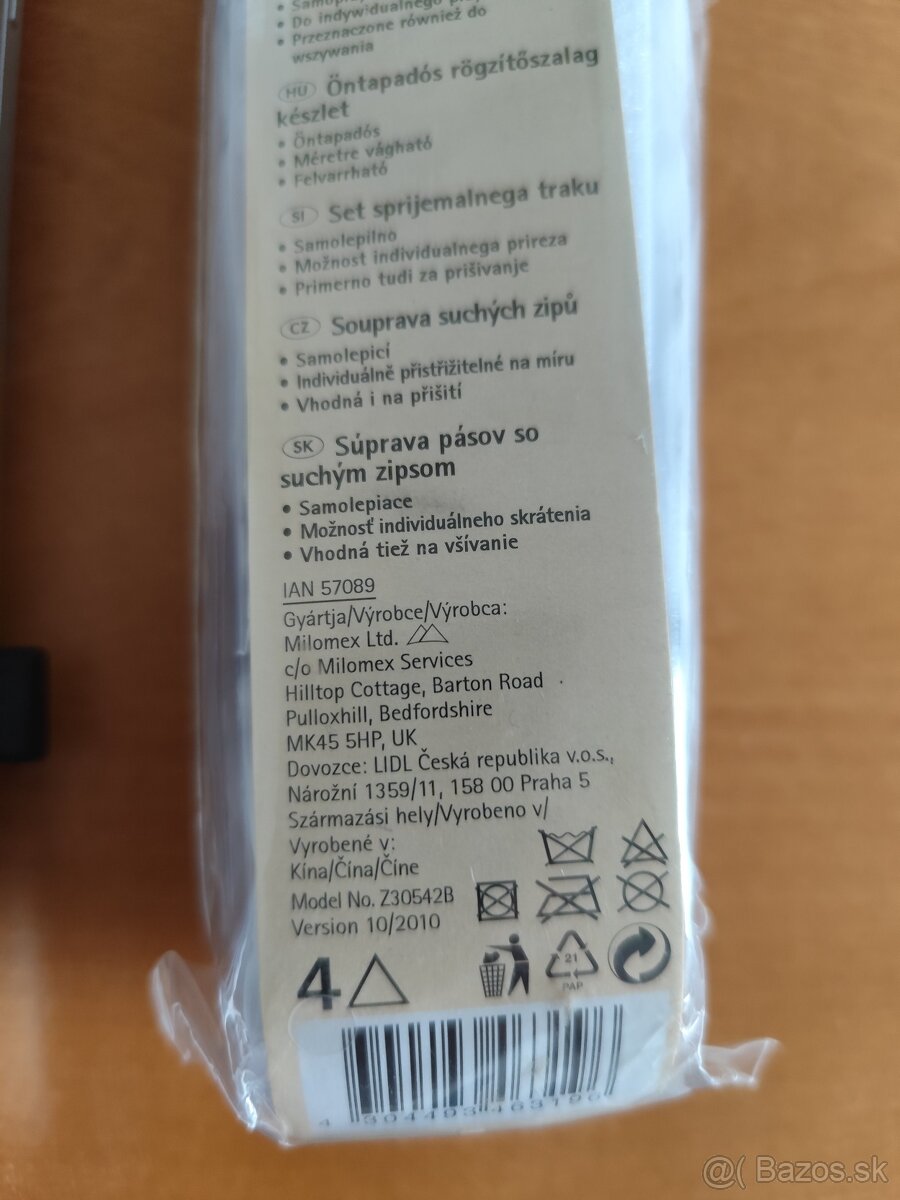 • Do indywidualnego
• Przeznaczone również do
wszywania
HU Öntapadós rögzítőszalag
készlet
• Öntapadós
• Méretre vágható
• Felvarrható
SI Set sprijemalnega traku
• Samolepilno
• Možnost individualnega prireza
• Primerno tudi za prišivanje
CZ Souprava suchých zipů
• Samolepicí
• Individuálně přistřižitelné na míru
• Vhodná i na přišití
SK Súprava pásov so
suchým zipsom
• Samolepiace
• Možnosť individuálneho skrátenia
• Vhodná tiež na všívanie
IAN 57089
Gyártja/Výrobce/Výrobca:
Milomex Ltd.
c/o Milomex Services
Hilltop Cottage, Barton Road
Pulloxhill, Bedfordshire
MK45 5HP, UK
Dovozce: LIDL Česká republika v.o.s.,
Nárožní 1359/11, 158 00 Praha 5
Származási hely/Vyrobeno v/
Vyrobené v:
Kína/Čína/Číne
Model No. Z30542B
Version 10/2010
4
21
PAP
4 304493 463196
@( Bazos.sk